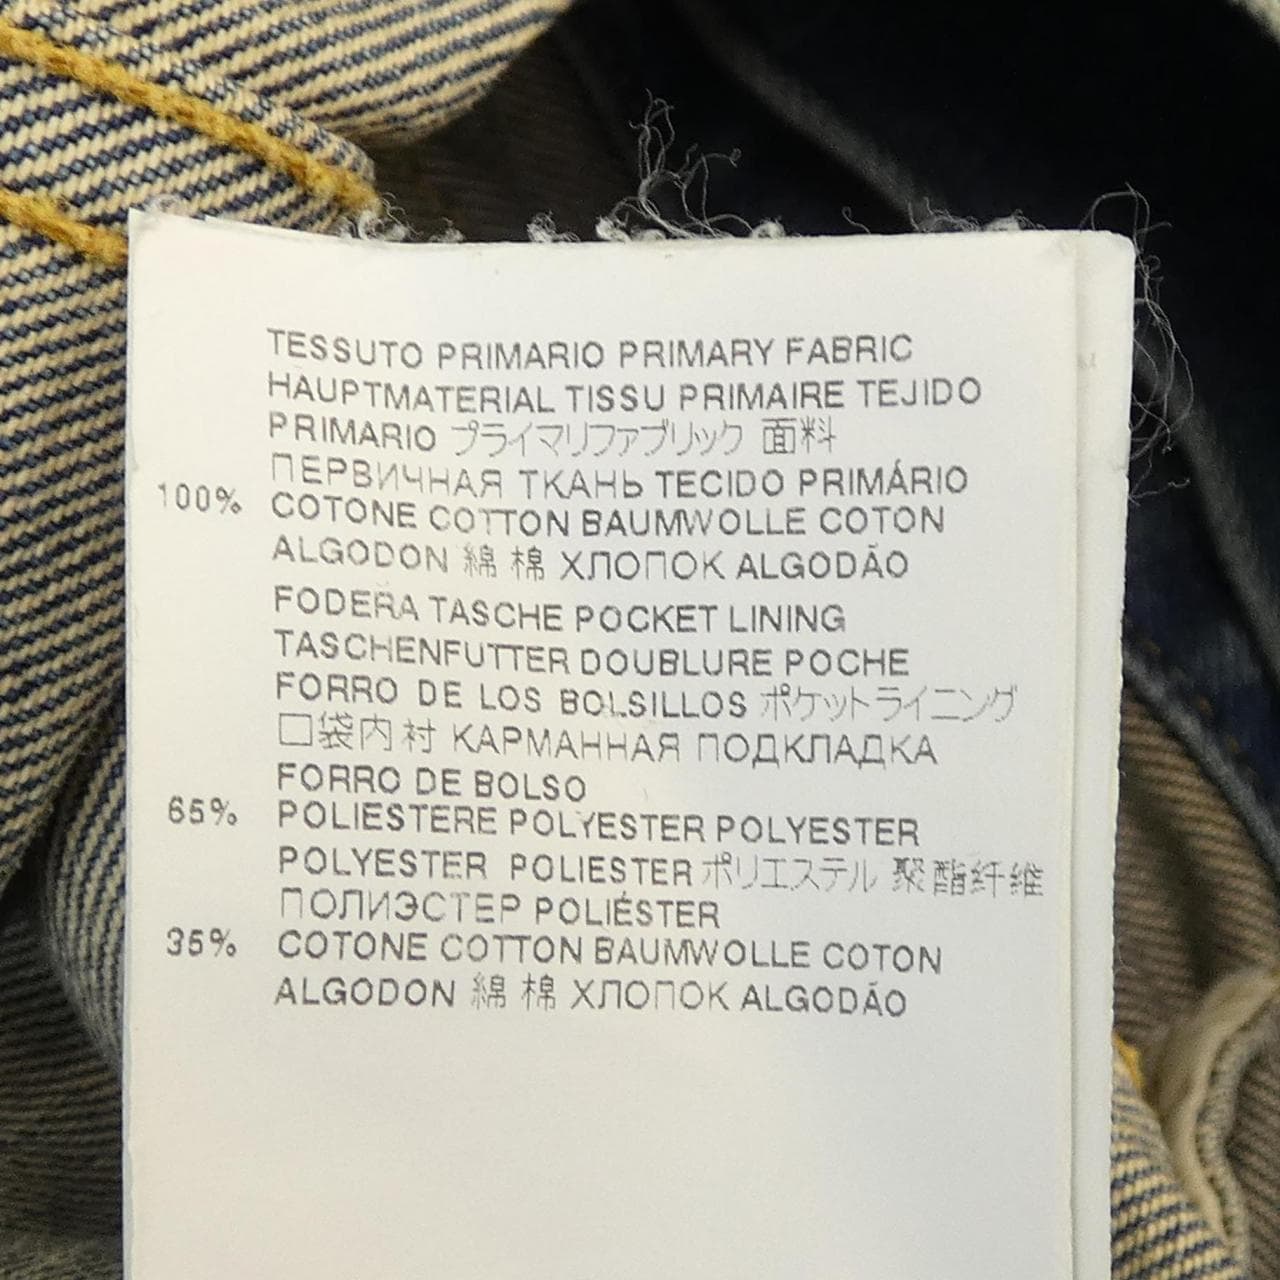 TESSUTO PRIMARIO PRIMARY FABRIC
HAUPTMATERIAL TISSU PRIMAIRE TEJIDO
PRIMARIO プライマリファブリック 面料
ПЕРВИЧНАЯ ТКАНЬ TECIDO PRIMÁRIO
100% COTONE COTTON BAUMWOLLE COTON
ALGODON 綿 棉 ХЛОПОК ALGODÃO
FODERA TASCHE POCKET LINING
TASCHENFUTTER DOUBLURE POCHE
FORRO DE LOS BOLSILLOS ポケットライニング
口袋内衬 КАРМАННАЯ ПОДКЛАДКА
FORRO DE BOLSO
65% POLIESTERE POLYESTER POLYESTER
POLYESTER POLIESTER ポリエステル 聚酯纤维
ПОЛИЭСТЕР POLIÉSTER
35% COTONE COTTON BAUMWOLLE COTON
ALGODON 綿 棉 ХЛОПОК ALGODÃO